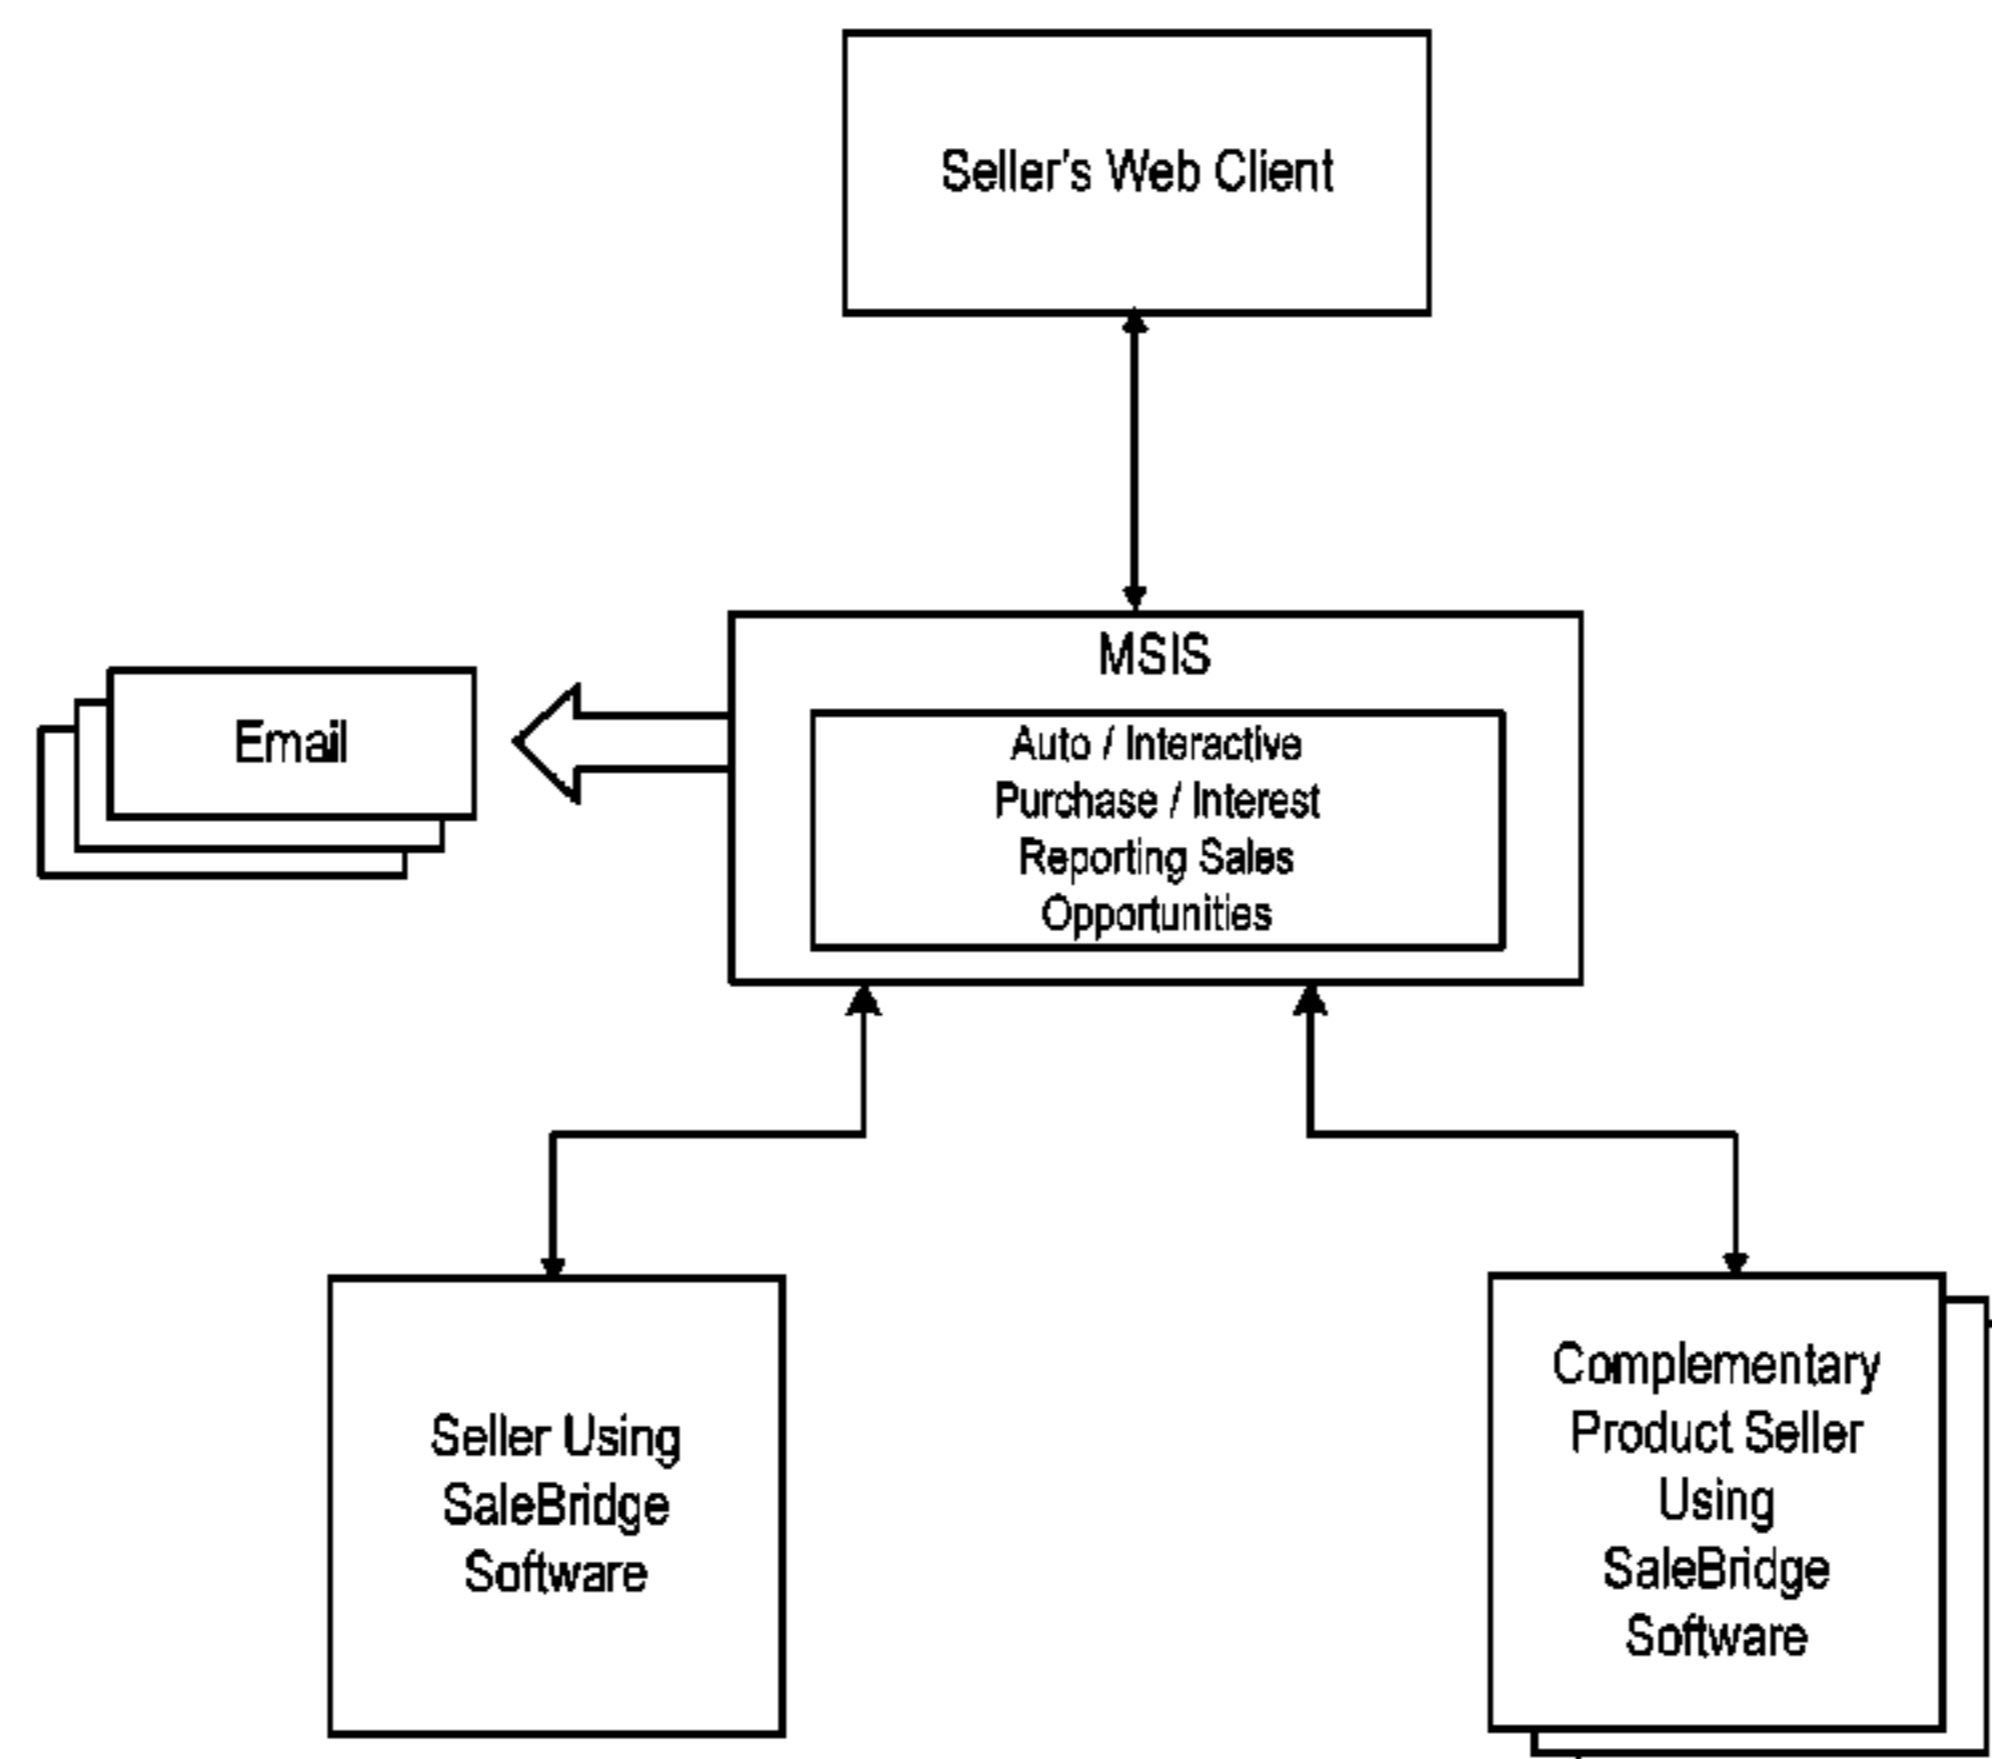 Seller's Web Client
MSIS
Email
Auto / Interactive
Purchase / Interest
Reporting Sales
Opportunities
Seller Using
SaleBridge
Software
Complementary
Product Seller
Using
SaleBridge
Software